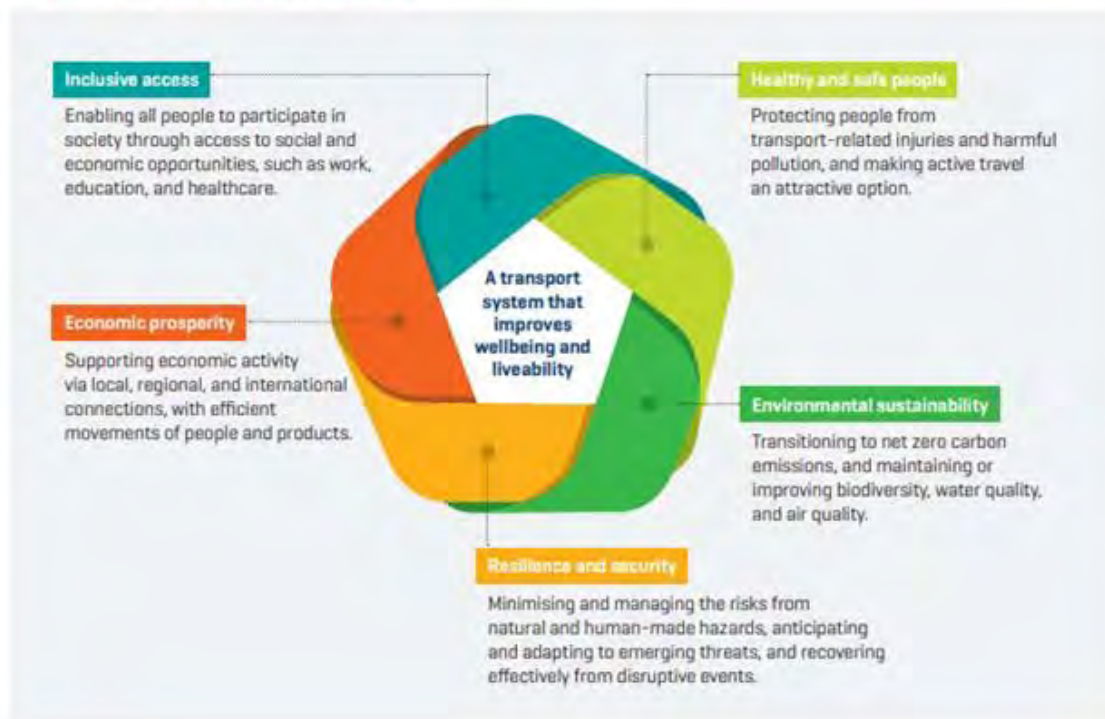 Inclusive access
Enabling all people to participate in
society through access to social and
economic opportunities, such as work,
education, and healthcare.
Healthy and safe people
Protecting people from
transport-related injuries and harmful
pollution, and making active travel
an attractive option.
A transport
system that
improves
wellbeing and
liveability
Economic prosperity
Supporting economic activity
via local, regional, and international
connections, with efficient
movements of people and products.
Environmental sustainability
Transitioning to net zero carbon
emissions, and maintaining or
improving biodiversity, water quality,
and air quality.
Resilience and security
Minimising and managing the risks from
natural and human-made hazards, anticipating
and adapting to emerging threats, and recovering
effectively from disruptive events.